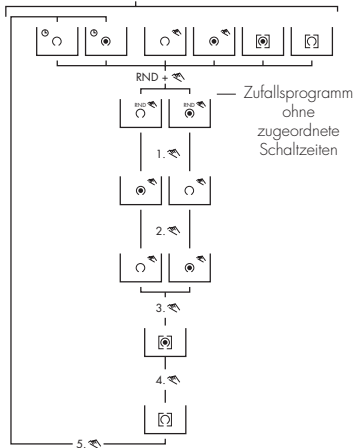 RND +
RND
RND
Zufallsprogramm
ohne
zugeordnete
Schaltzeiten
1.
2.
3.
4.
5.